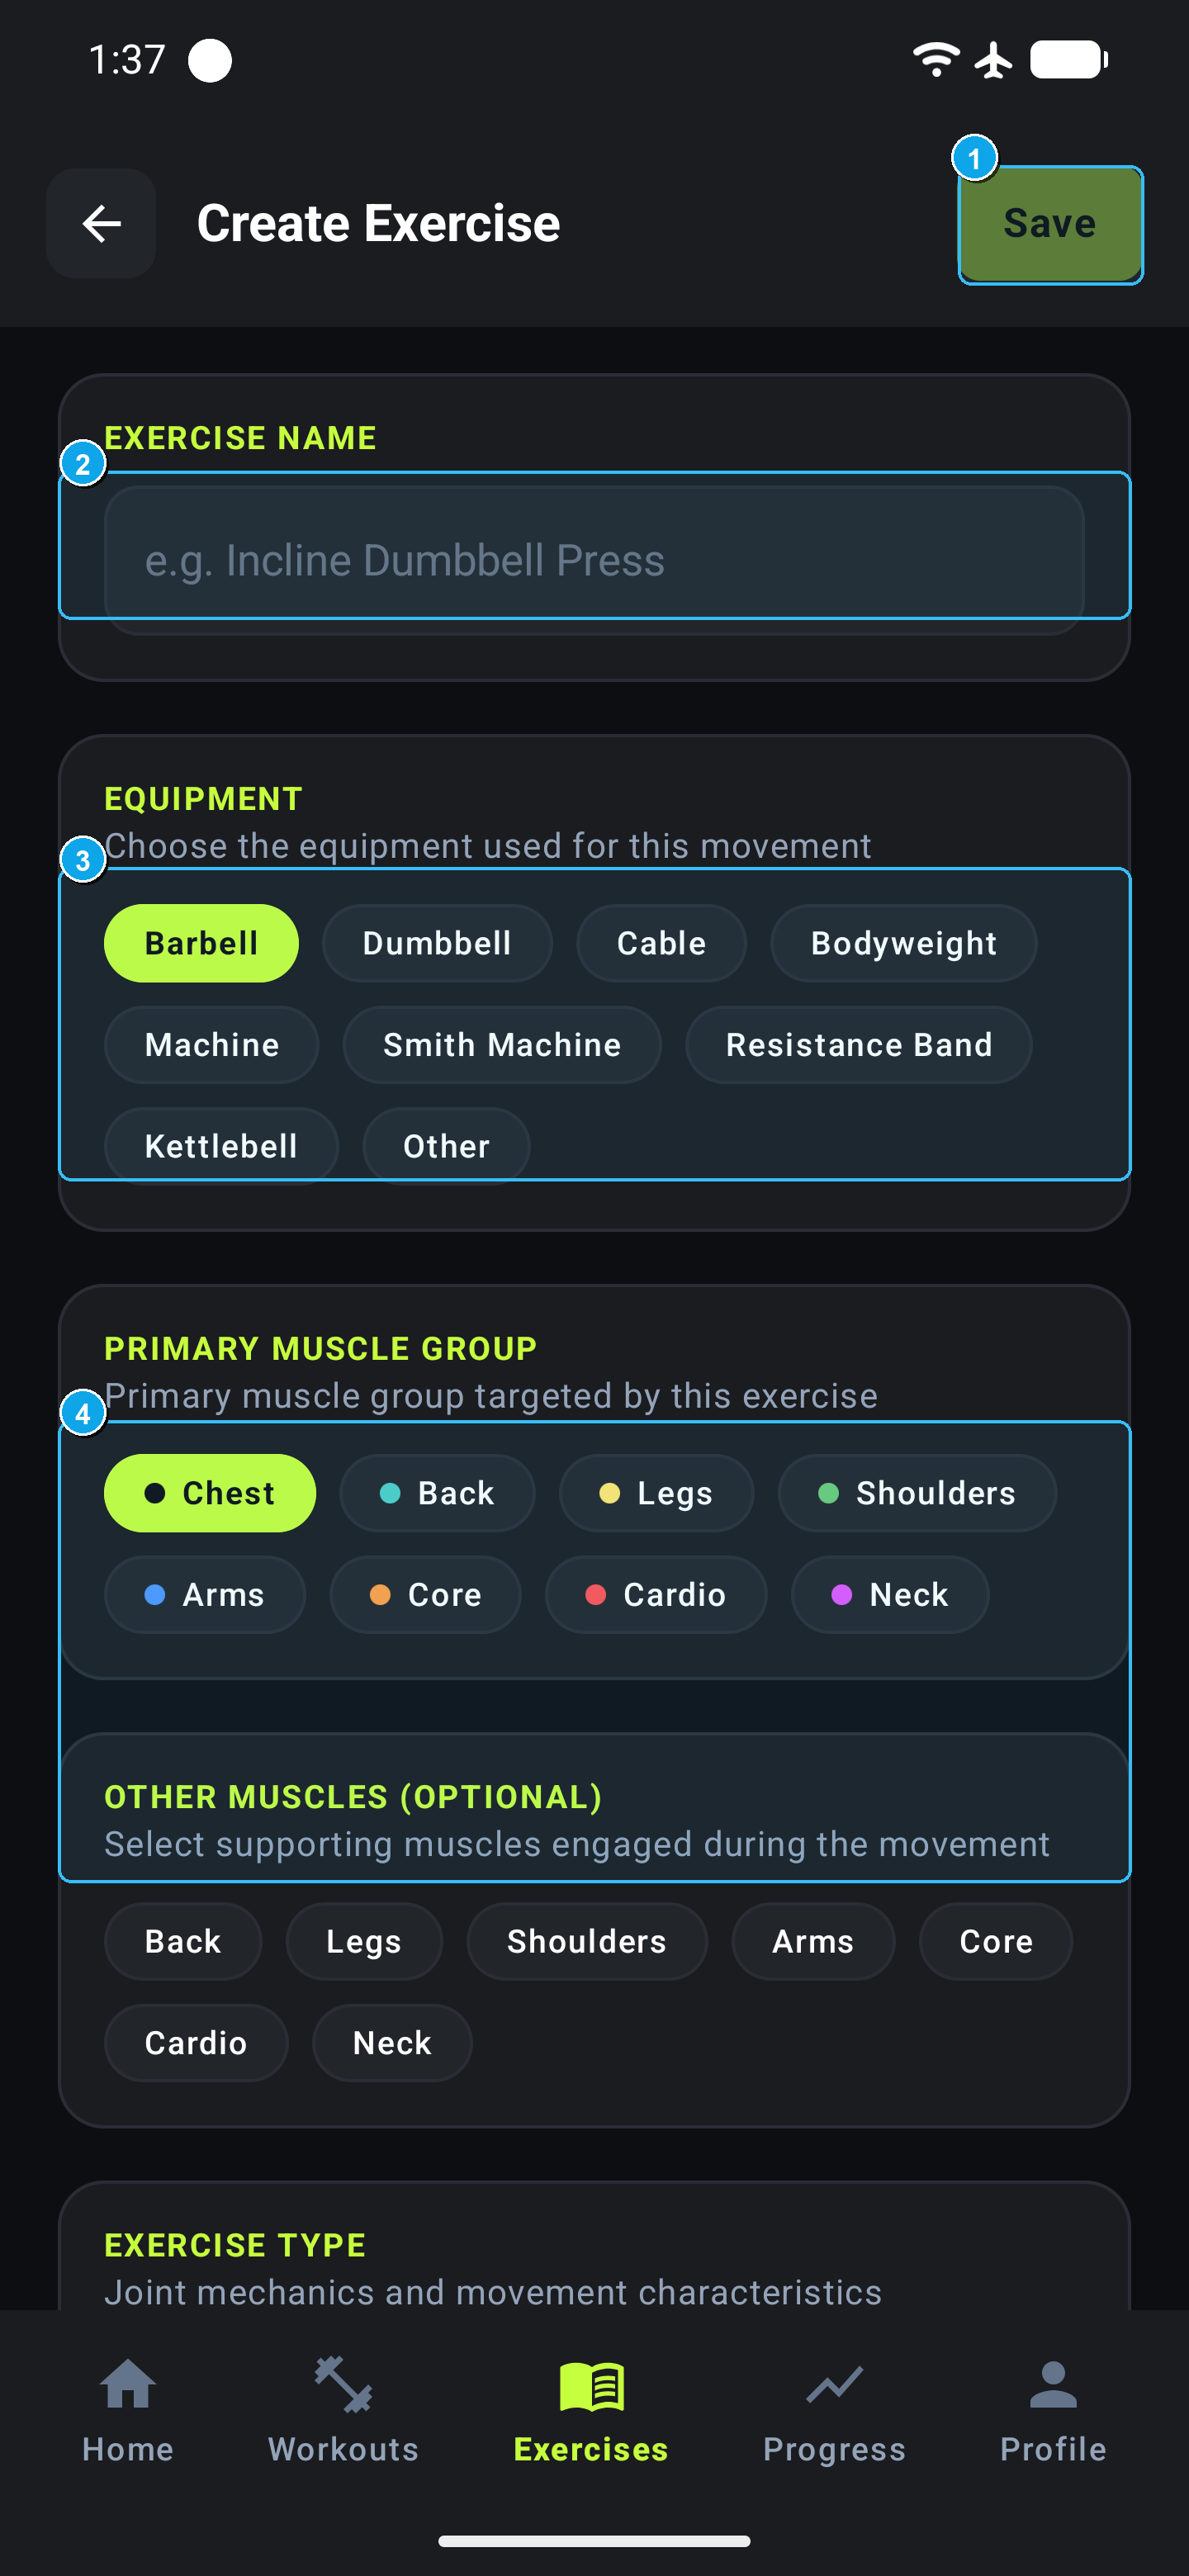 1:37
1
Create Exercise
Save
EXERCISE NAME
2
e.g. Incline Dumbbell Press
EQUIPMENT
Choose the equipment used for this movement
3
Barbell Dumbbell Cable Bodyweight
Machine Smith Machine Resistance Band
Kettlebell Other
PRIMARY MUSCLE GROUP
Primary muscle group targeted by this exercise
4
Chest Back Legs Shoulders
Arms Core Cardio Neck
OTHER MUSCLES (OPTIONAL)
Select supporting muscles engaged during the movement
Back Legs Shoulders Arms Core
Cardio Neck
EXERCISE TYPE
Joint mechanics and movement characteristics
Home Workouts Exercises Progress Profile